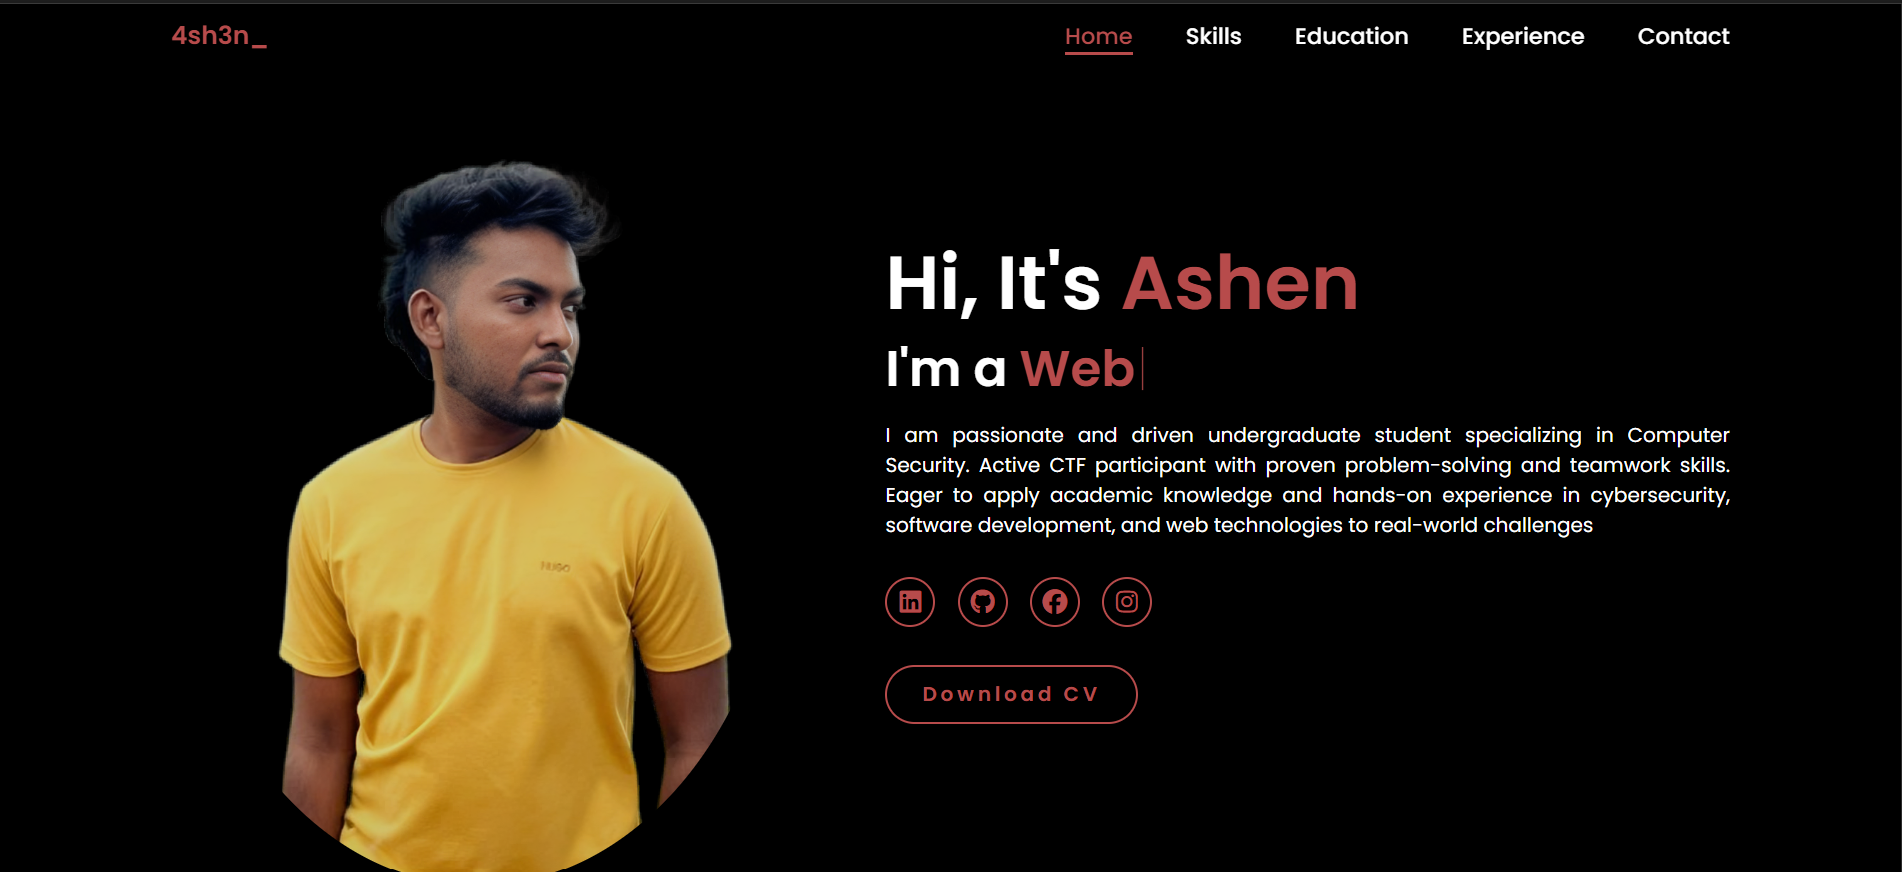 4sh3n_
Home Skills Education Experience Contact
Hi, It's Ashen
I'm a Web
I am passionate and driven undergraduate student specializing in Computer
Security. Active CTF participant with proven problem-solving and teamwork skills.
Eager to apply academic knowledge and hands-on experience in cybersecurity,
software development, and web technologies to real-world challenges
HUGO
in
Download CV